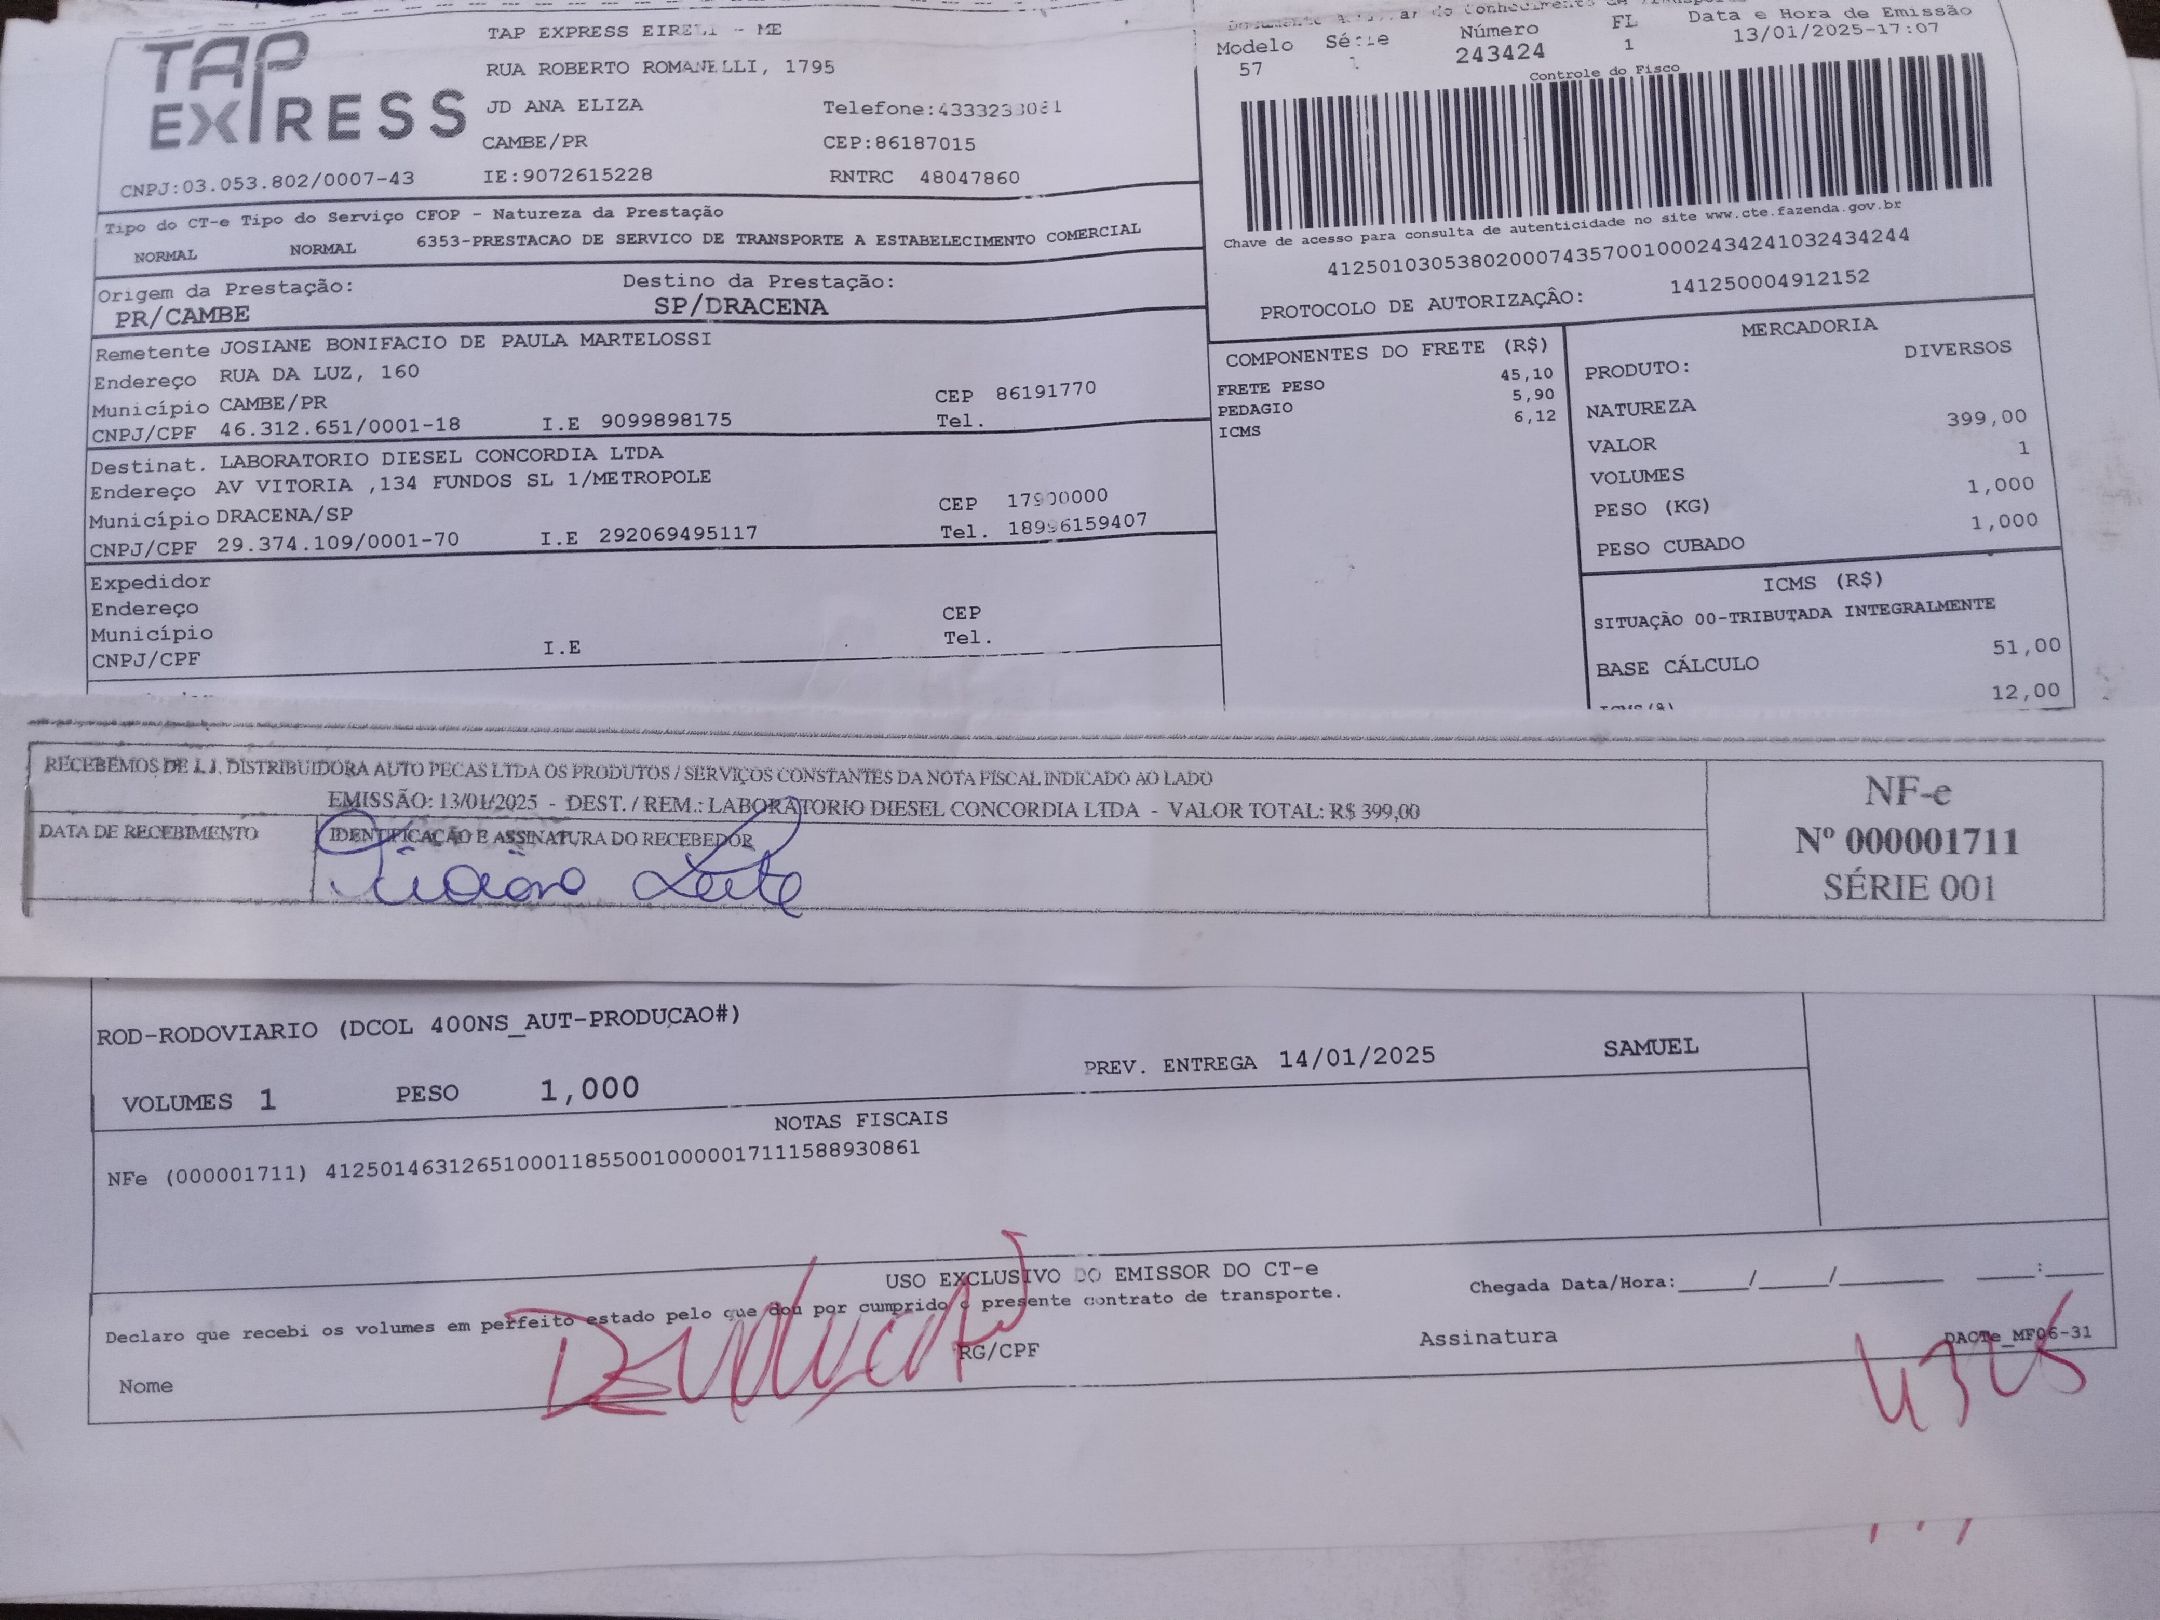 TAP EXPRESS
TAP EXPRESS EIRELI - ME
RUA ROBERTO ROMANELLI, 1795
JD ANA ELIZA Telefone:4333233081
CAMBE/PR CEP:86187015
CNPJ:03.053.802/0007-43 IE:9072615228 RNTRC 48047860
Tipo do CT-e Tipo do Serviço CFOP - Natureza da Prestação
NORMAL NORMAL 6353-PRESTACAO DE SERVICO DE TRANSPORTE A ESTABELECIMENTO COMERCIAL
Origem da Prestação: Destino da Prestação:
PR/CAMBE SP/DRACENA
Remetente JOSIANE BONIFACIO DE PAULA MARTELOSSI
Endereço RUA DA LUZ, 160
Município CAMBE/PR CEP 86191770
CNPJ/CPF 46.312.651/0001-18 I.E 9099898175 Tel.
Destinat. LABORATORIO DIESEL CONCORDIA LTDA
Endereço AV VITORIA ,134 FUNDOS SL 1/METROPOLE
Município DRACENA/SP CEP 17900000
CNPJ/CPF 29.374.109/0001-70 I.E 292069495117 Tel. 18996159407
Expedidor
Endereço
Município CEP
CNPJ/CPF I.E Tel.
Modelo Série Número FL Data e Hora de Emissão
57 1 243424 1 13/01/2025-17:07
Controle do Fisco
Chave de acesso para consulta de autenticidade no site www.cte.fazenda.gov.br
41250103053802000743570010002434241032434244
PROTOCOLO DE AUTORIZAÇÂO: 141250004912152
COMPONENTES DO FRETE (R$)
FRETE PESO 45,10
PEDAGIO 5,90
ICMS 6,12
MERCADORIA
PRODUTO: DIVERSOS
NATUREZA
VALOR 399,00
VOLUMES 1
PESO (KG) 1,000
PESO CUBADO 1,000
ICMS (R$)
SITUAÇÃO 00-TRIBUTADA INTEGRALMENTE
BASE CÁLCULO 51,00
12,00
RECEBEMOS DE J.J. DISTRIBUIDORA AUTO PECAS LTDA OS PRODUTOS / SERVIÇOS CONSTANTES DA NOTA FISCAL INDICADO AO LADO
EMISSÃO: 13/01/2025 - DEST. / REM.: LABORATORIO DIESEL CONCORDIA LTDA - VALOR TOTAL: R$ 399,00
DATA DE RECEBIMENTO IDENTIFICAÇÃO E ASSINATURA DO RECEBEDOR
Leite
NF-e
Nº 000001711
SÉRIE 001
ROD-RODOVIARIO (DCOL 400NS_AUT-PRODUCAO#)
VOLUMES 1 PESO 1,000 PREV. ENTREGA 14/01/2025 SAMUEL
NOTAS FISCAIS
NFe (000001711) 41250146312651000118550010000017111588930861
USO EXCLUSIVO DO EMISSOR DO CT-e
Declaro que recebi os volumes em perfeito estado pelo que dou por cumprido o presente contrato de transporte. Chegada Data/Hora:_____/_____/_______ ____:____
Nome RG/CPF Assinatura DACTe_MF06-31